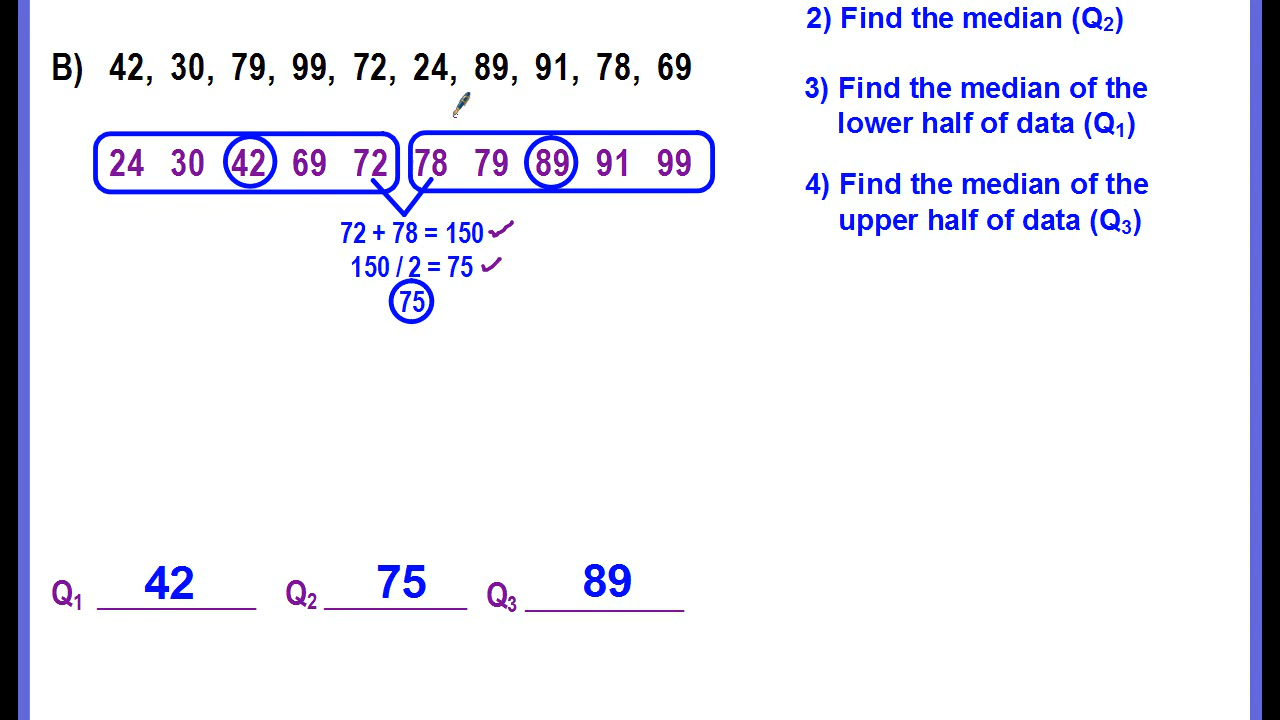 2) Find the median (Q2)
B) 42, 30, 79, 99, 72, 24, 89, 91, 78, 69
3) Find the median of the
lower half of data (Q1)
24 30 42 69 72 78 79 89 91 99
4) Find the median of the
upper half of data (Q3)
72 + 78 = 150
150 / 2 = 75
75
Q1 42 Q2 75 Q3 89